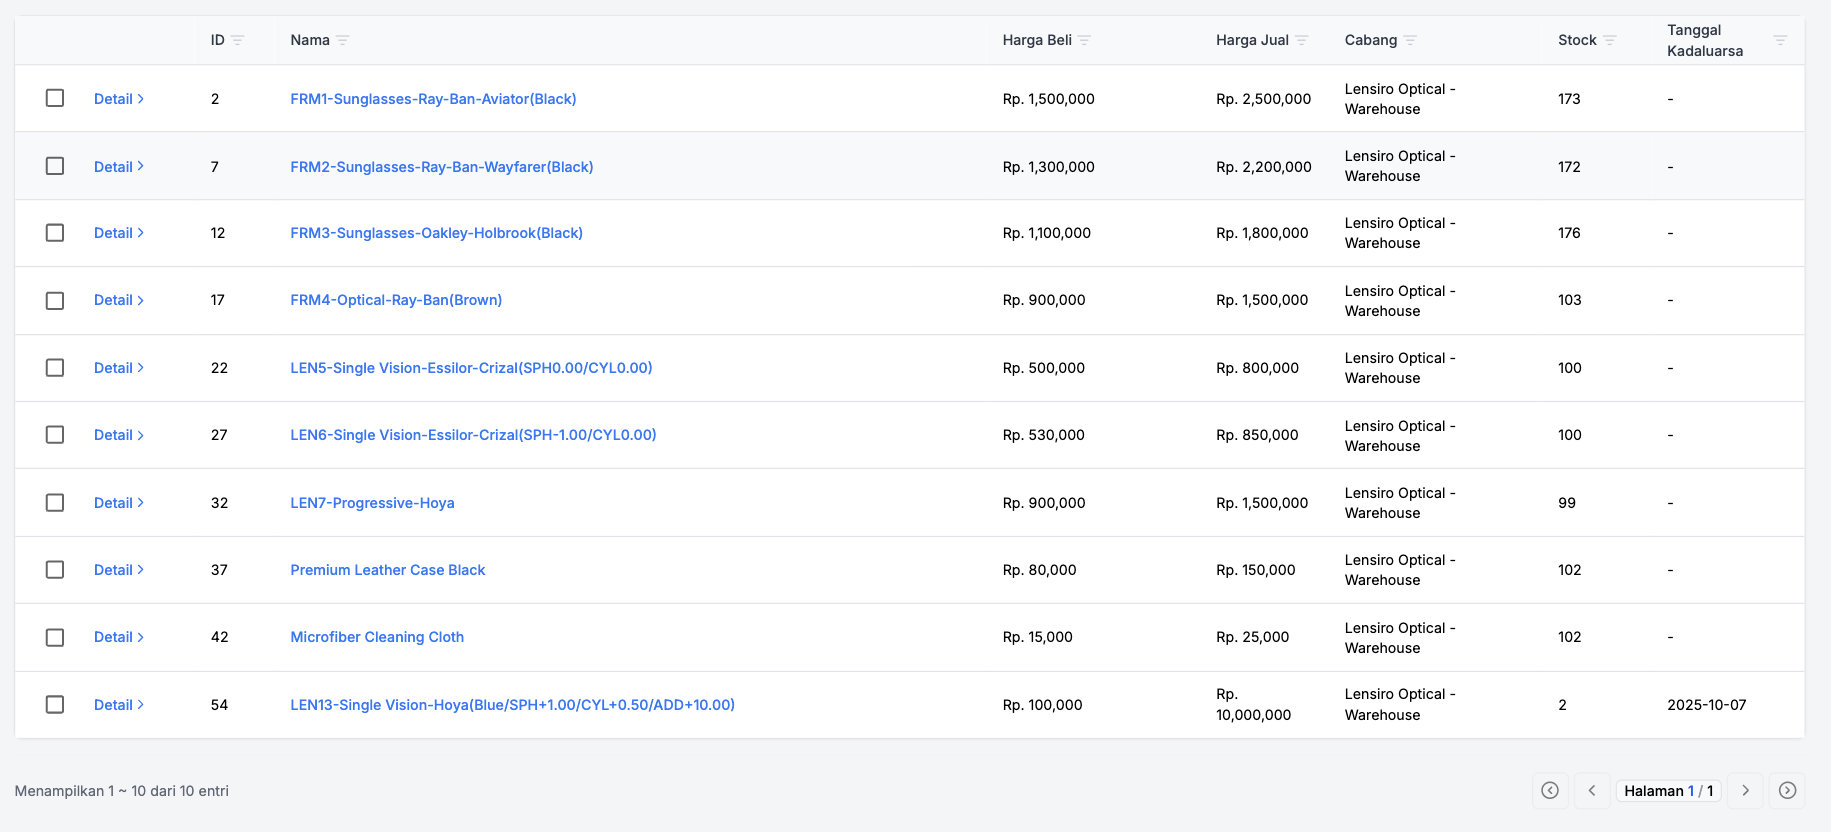 ID Nama Harga Beli Harga Jual Cabang Stock Tanggal Kadaluarsa
Detail 2 FRM1-Sunglasses-Ray-Ban-Aviator(Black) Rp. 1,500,000 Rp. 2,500,000 Lensiro Optical - Warehouse 173 -
Detail 7 FRM2-Sunglasses-Ray-Ban-Wayfarer(Black) Rp. 1,300,000 Rp. 2,200,000 Lensiro Optical - Warehouse 172 -
Detail 12 FRM3-Sunglasses-Oakley-Holbrook(Black) Rp. 1,100,000 Rp. 1,800,000 Lensiro Optical - Warehouse 176 -
Detail 17 FRM4-Optical-Ray-Ban(Brown) Rp. 900,000 Rp. 1,500,000 Lensiro Optical - Warehouse 103 -
Detail 22 LEN5-Single Vision-Essilor-Crizal(SPH0.00/CYL0.00) Rp. 500,000 Rp. 800,000 Lensiro Optical - Warehouse 100 -
Detail 27 LEN6-Single Vision-Essilor-Crizal(SPH-1.00/CYL0.00) Rp. 530,000 Rp. 850,000 Lensiro Optical - Warehouse 100 -
Detail 32 LEN7-Progressive-Hoya Rp. 900,000 Rp. 1,500,000 Lensiro Optical - Warehouse 99 -
Detail 37 Premium Leather Case Black Rp. 80,000 Rp. 150,000 Lensiro Optical - Warehouse 102 -
Detail 42 Microfiber Cleaning Cloth Rp. 15,000 Rp. 25,000 Lensiro Optical - Warehouse 102 -
Detail 54 LEN13-Single Vision-Hoya(Blue/SPH+1.00/CYL+0.50/ADD+10.00) Rp. 100,000 Rp. 10,000,000 Lensiro Optical - Warehouse 2 2025-10-07
Menampilkan 1 ~ 10 dari 10 entri Halaman 1 / 1